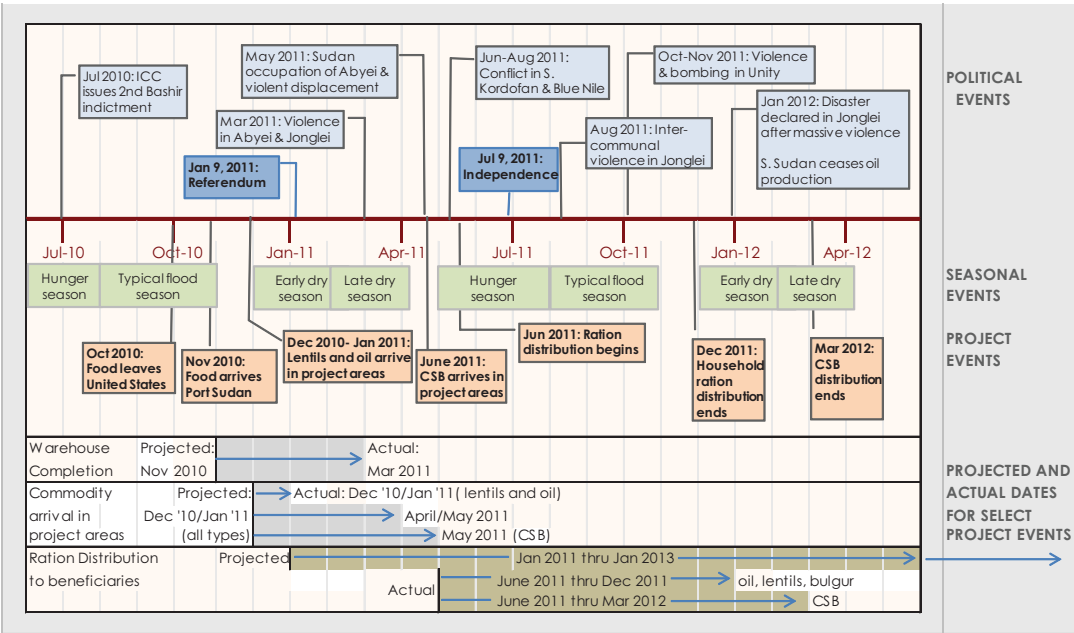 Jul 2010: ICC
issues 2nd Bashir
indictment
May 2011: Sudan
occupation of Abyei &
violent displacement
Mar 2011: Violence
in Abyei & Jonglei
Jan 9, 2011:
Referendum
Jun-Aug 2011:
Conflict in S.
Kordofan & Blue Nile
Jul 9, 2011:
Independence
Aug 2011: Inter-
communal
violence in Jonglei
Oct-Nov 2011: Violence
& bombing in Unity
Jan 2012: Disaster
declared in Jonglei
after massive violence
S. Sudan ceases oil
production
POLITICAL
EVENTS
Jul-10
Oct-10
Jan-11
Apr-11
Jul-11
Oct-11
Jan-12
Apr-12
Hunger
season
Typical flood
season
Early dry
season
Late dry
season
Hunger
season
Typical flood
season
Early dry
season
Late dry
season
SEASONAL
EVENTS
Oct 2010:
Food leaves
United States
Nov 2010:
Food arrives
Port Sudan
Dec 2010- Jan 2011:
Lentils and oil arrive
in project areas
June 2011:
CSB arrives in
project areas
Jun 2011: Ration
distribution begins
Dec 2011:
Household
ration
distribution
ends
Mar 2012:
CSB
distribution
ends
PROJECT
EVENTS
Warehouse
Completion
Projected:
Nov 2010
Actual:
Mar 2011
Commodity
arrival in
project areas
Projected:
Dec '10/Jan '11
(all types)
Actual: Dec '10/Jan '11( lentils and oil)
April/May 2011
May 2011 (CSB)
Ration Distribution
to beneficiaries
Projected
Jan 2011 thru Jan 2013
Actual
June 2011 thru Dec 2011
oil, lentils, bulgur
June 2011 thru Mar 2012
CSB
PROJECTED AND
ACTUAL DATES
FOR SELECT
PROJECT EVENTS